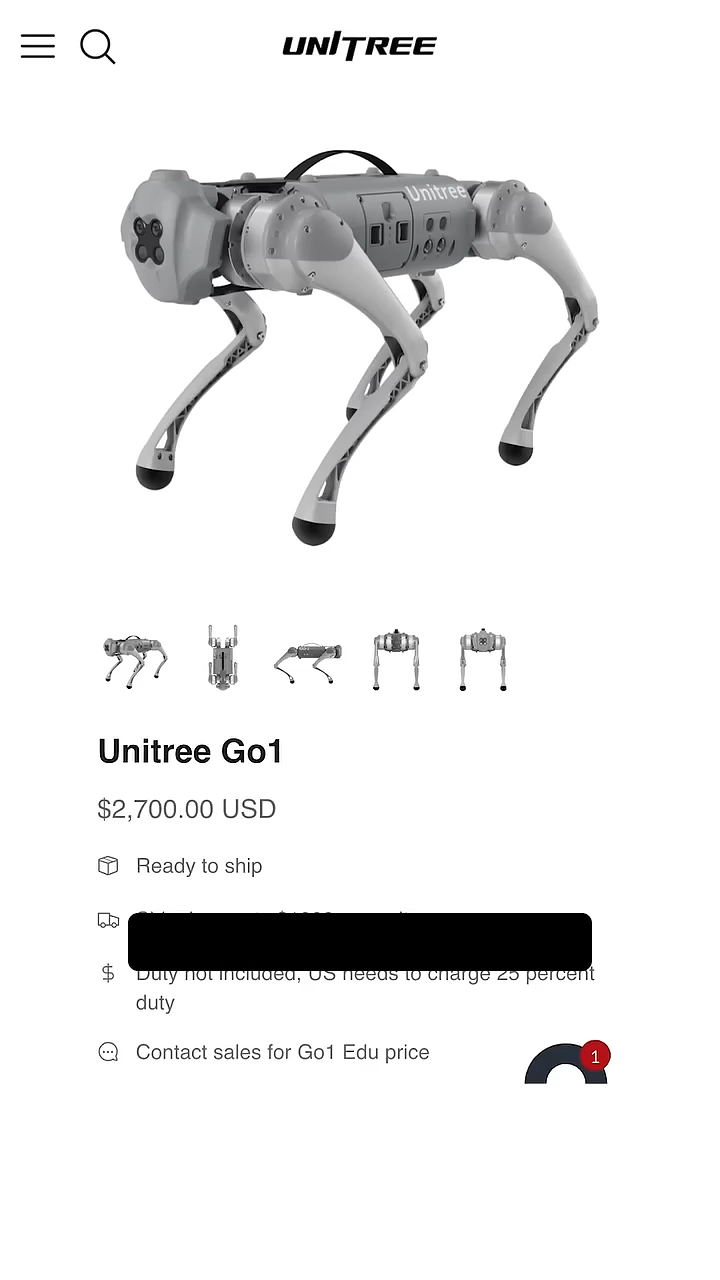 UNITREE
Unitree
Unitree Go1
$2,700.00 USD
Ready to ship
Duty not included, US needs to charge 25 percent
duty
Contact sales for Go1 Edu price
1